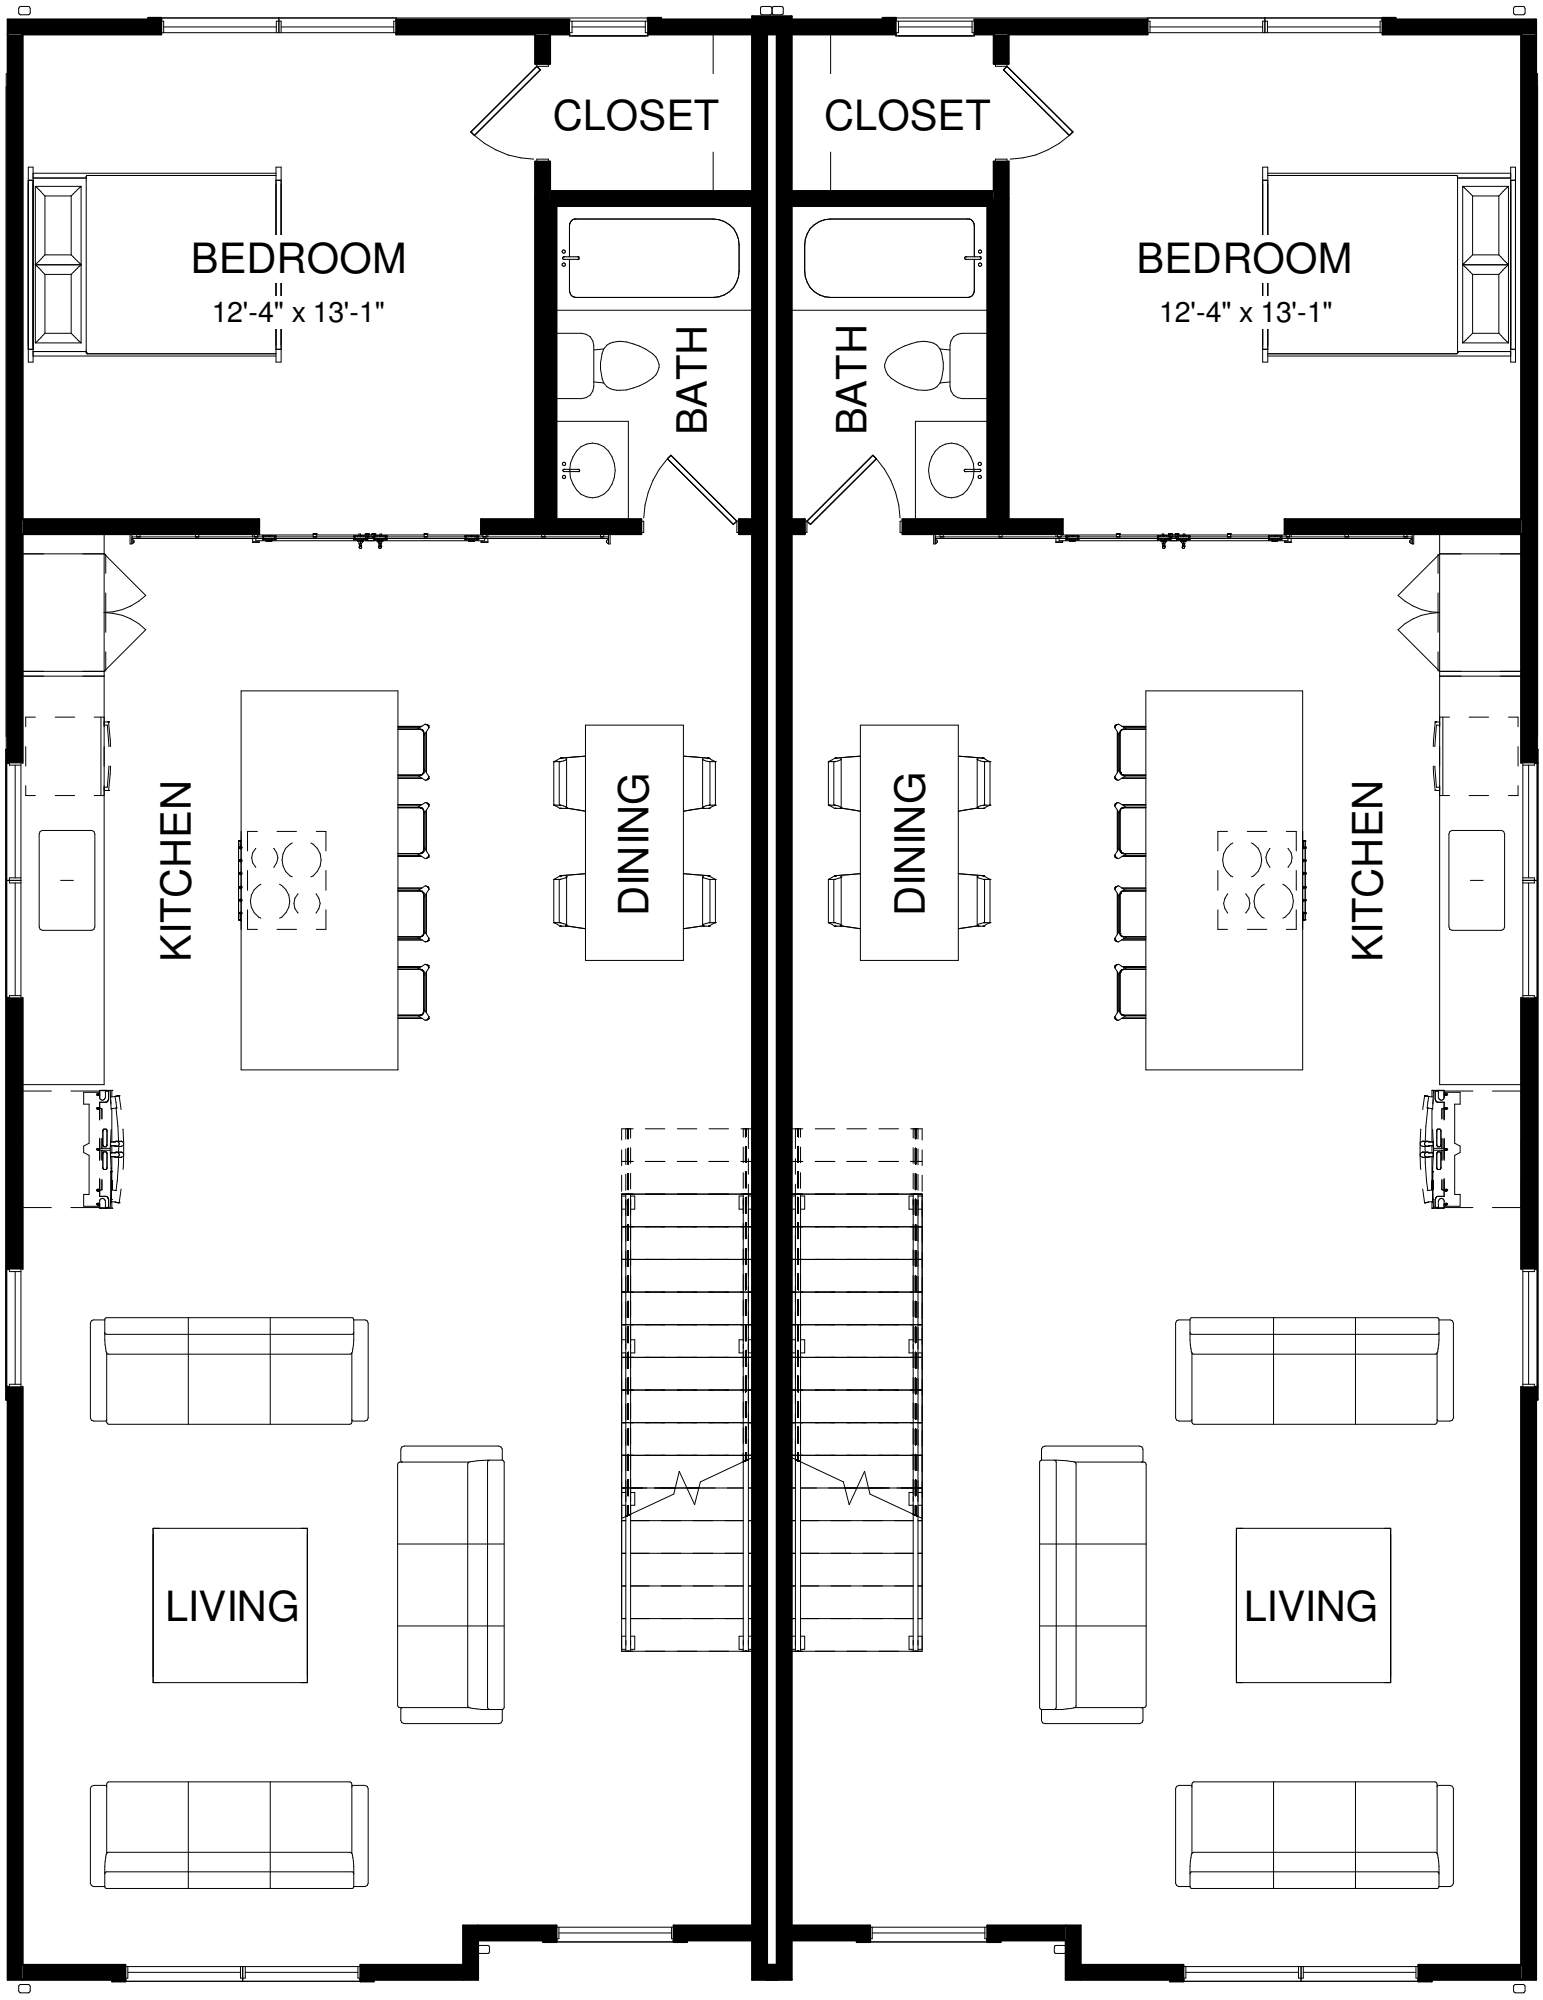 CLOSET
CLOSET
BEDROOM
12'-4" x 13'-1"
BEDROOM
12'-4" x 13'-1"
BATH
BATH
KITCHEN
DINING
DINING
KITCHEN
LIVING
LIVING